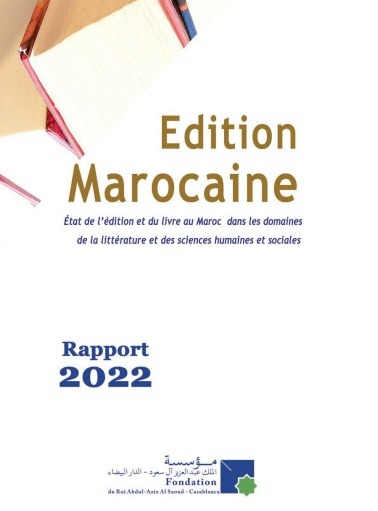 Edition
Marocaine
État de l'édition et du livre au Maroc dans les domaines
de la littérature et des sciences humaines et sociales
Rapport
2022
مؤسسة
الملك عبد العزيز آل سعود - الدار البيضاء
Fondation
du Roi Abdul-Aziz Al Saoud - Casablanca